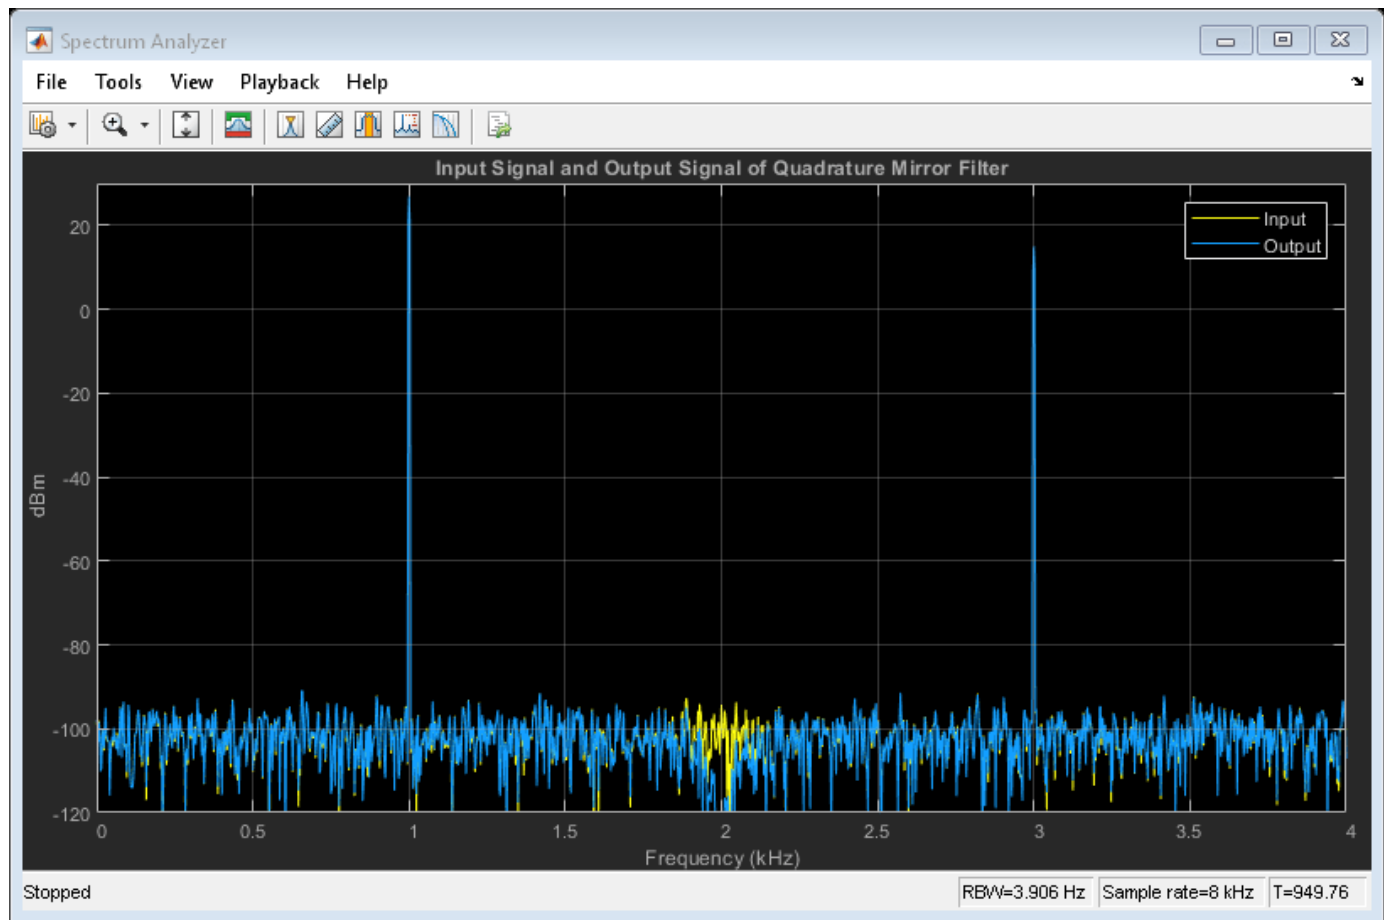 Spectrum Analyzer
File Tools View Playback Help
Input Signal and Output Signal of Quadrature Mirror Filter
Input
Output
20
0
-20
-40
-60
-80
-100
-120
dBm
0 0.5 1 1.5 2 2.5 3 3.5 4
Frequency (kHz)
Stopped RBW=3.906 Hz Sample rate=8 kHz T=949.76